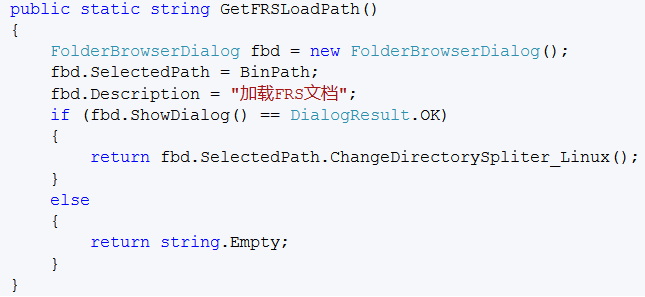 public static string GetFRSLoadPath()
{
    FolderBrowserDialog fbd = new FolderBrowserDialog();
    fbd.SelectedPath = BinPath;
    fbd.Description = "加载FRS文档";
    if (fbd.ShowDialog() == DialogResult.OK)
    {
        return fbd.SelectedPath.ChangeDirectorySpliter_Linux();
    }
    else
    {
        return string.Empty;
    }
}